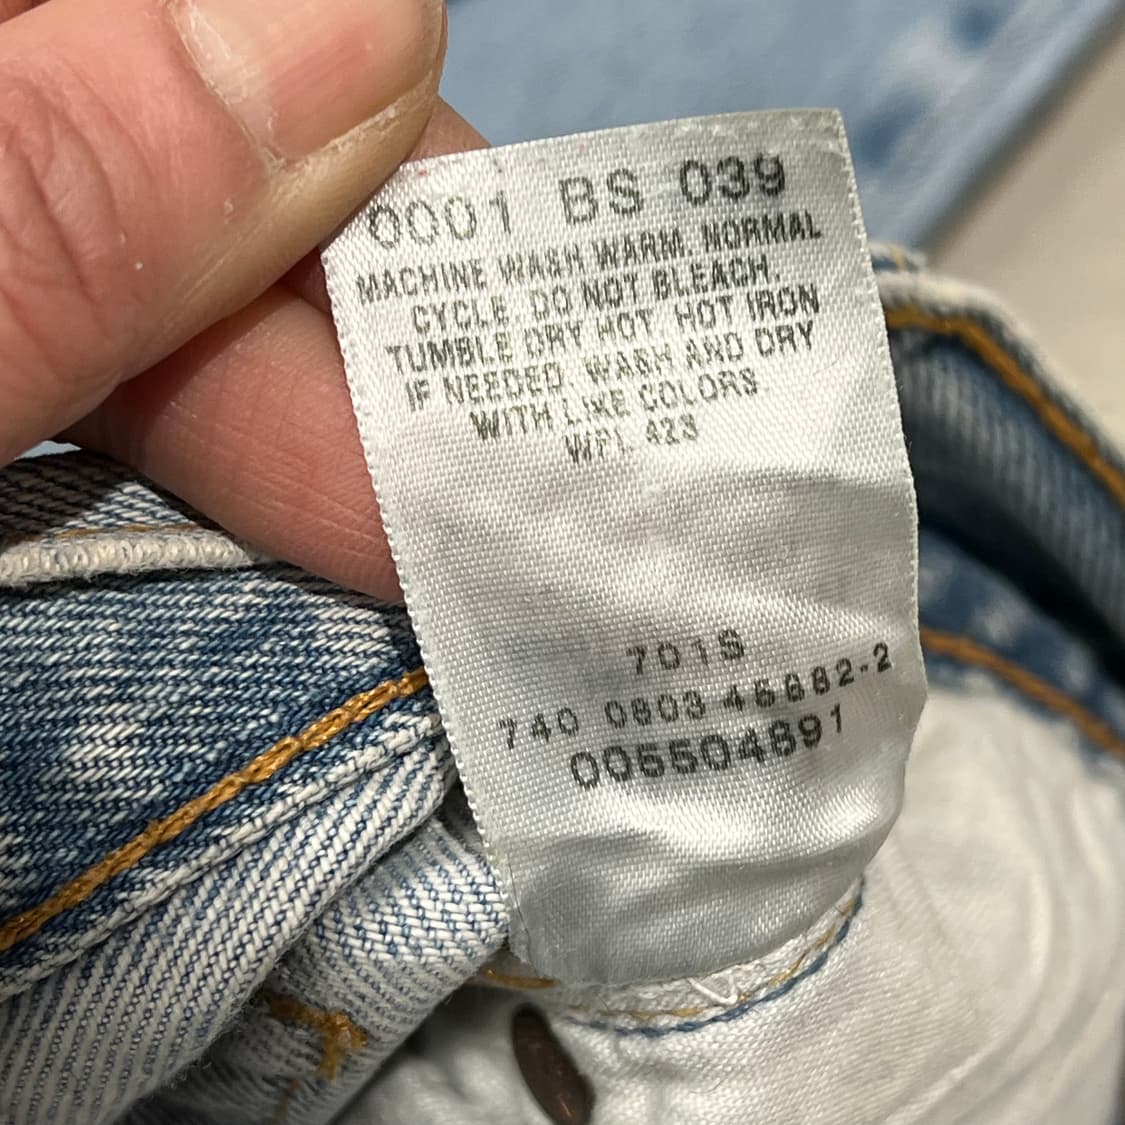 0001 BS 039
MACHINE WASH WARM. NORMAL
CYCLE. DO NOT BLEACH.
TUMBLE DRY HOT. HOT IRON
IF NEEDED. WASH AND DRY
WITH LIKE COLORS
WPL 423
701S
740 0803 2
005504891